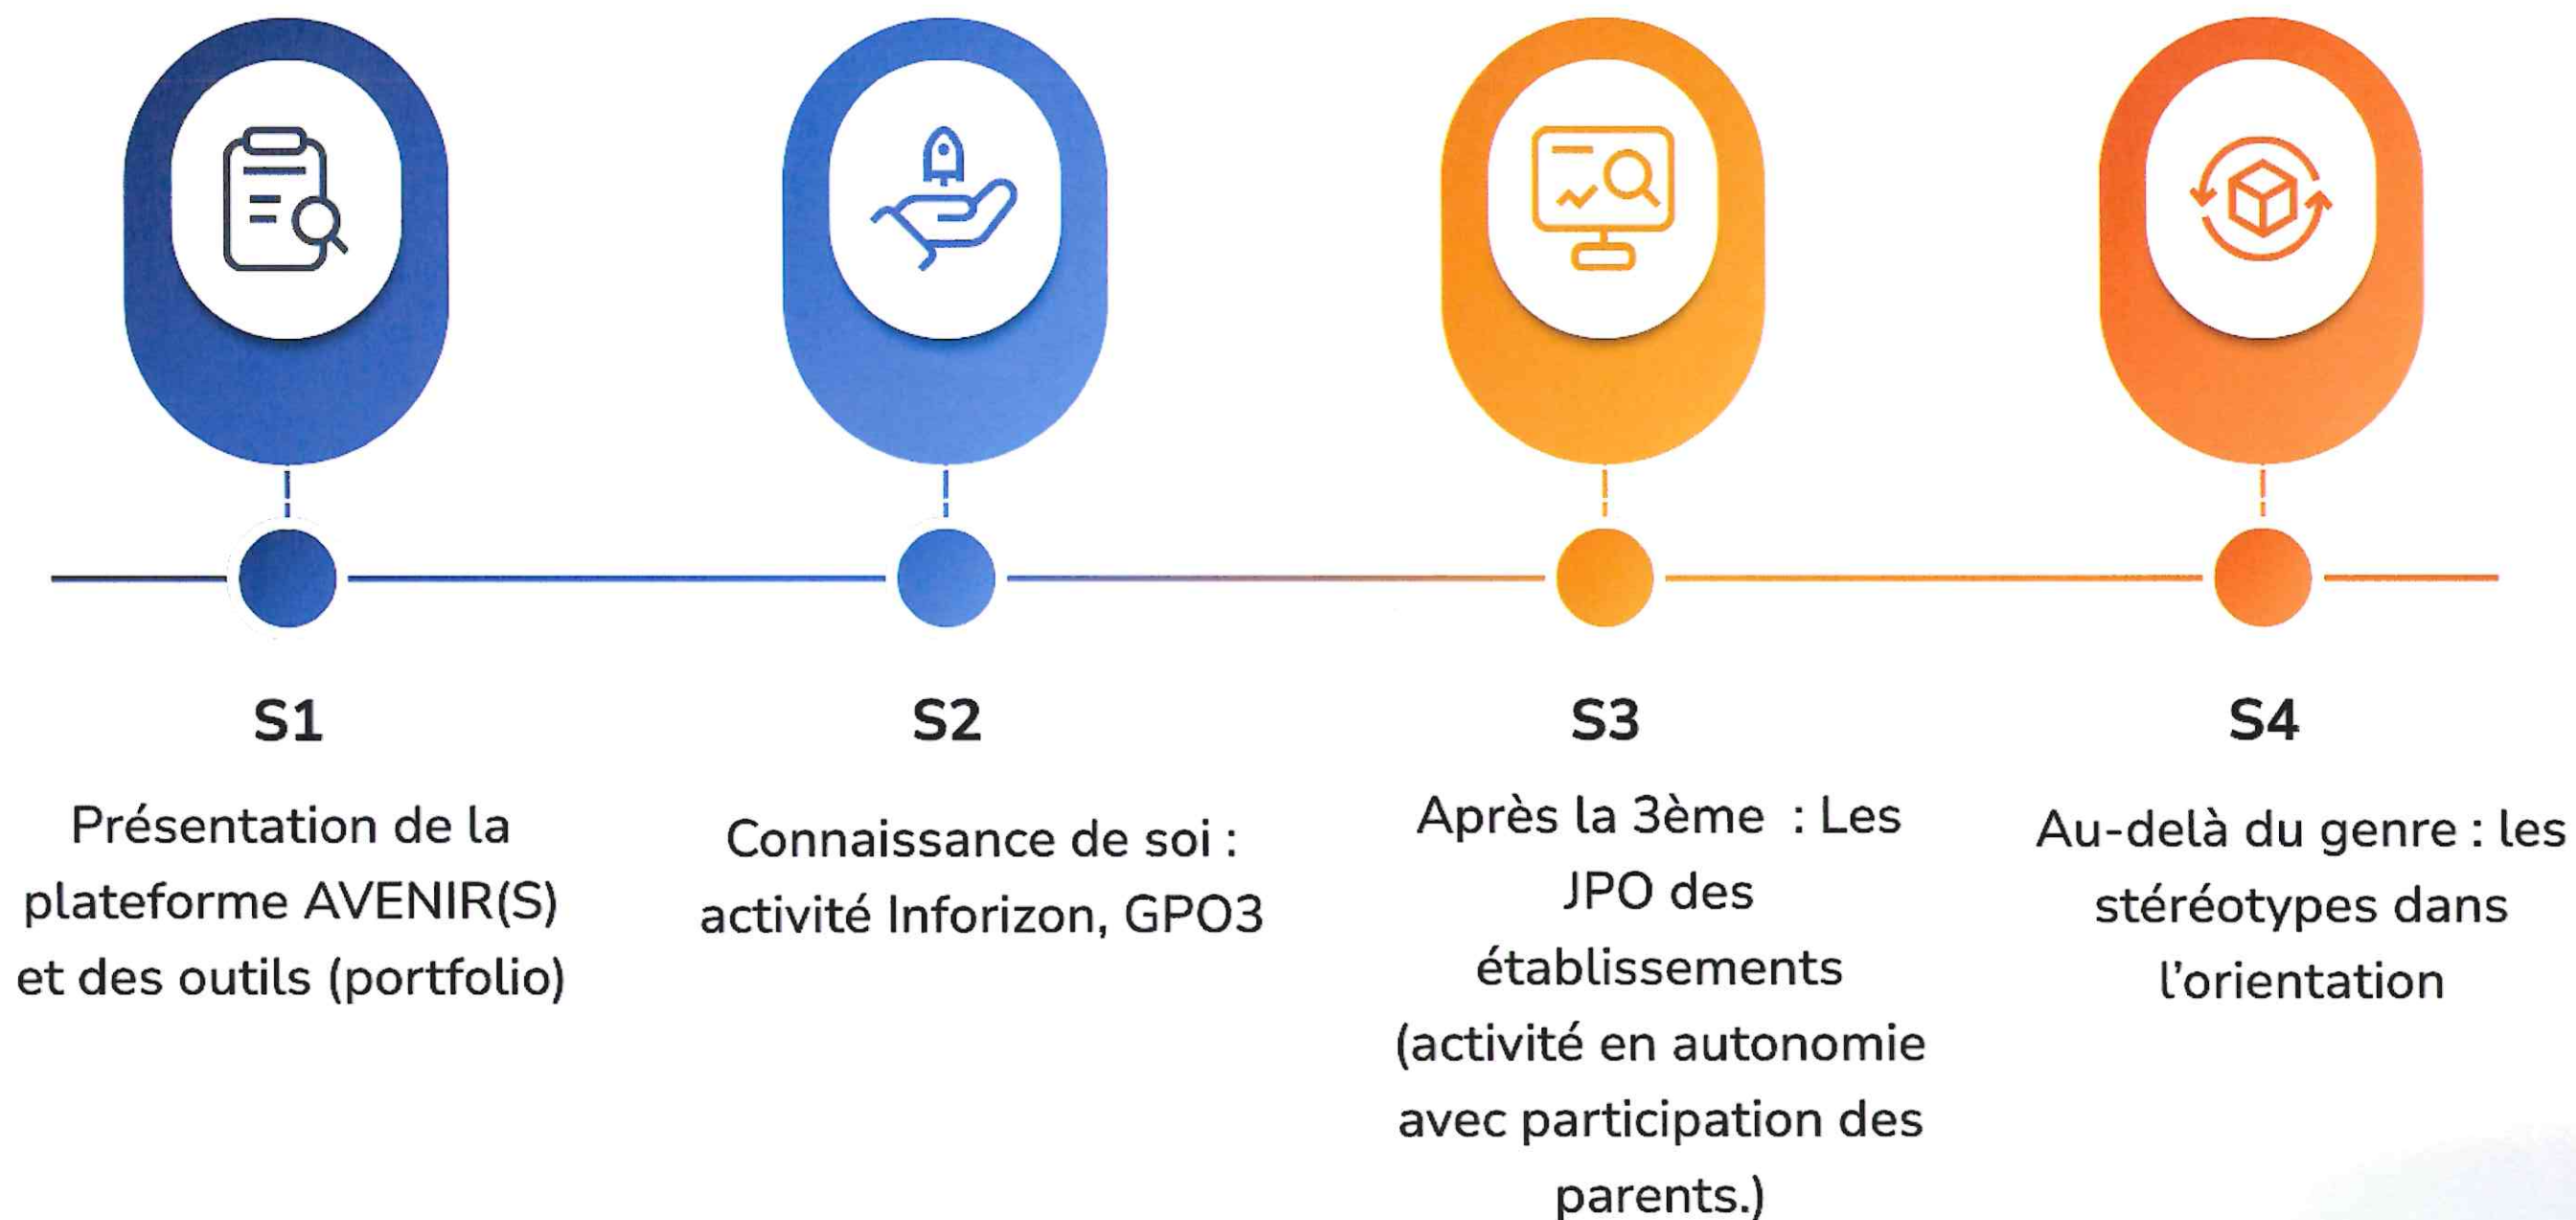 S1
Présentation de la
plateforme AVENIR(S)
et des outils (portfolio)
S2
Connaissance de soi :
activité Inforizon, GPO3
S3
Après la 3ème : Les
JPO des
établissements
(activité en autonomie
avec participation des
parents.)
S4
Au-delà du genre : les
stéréotypes dans
l'orientation